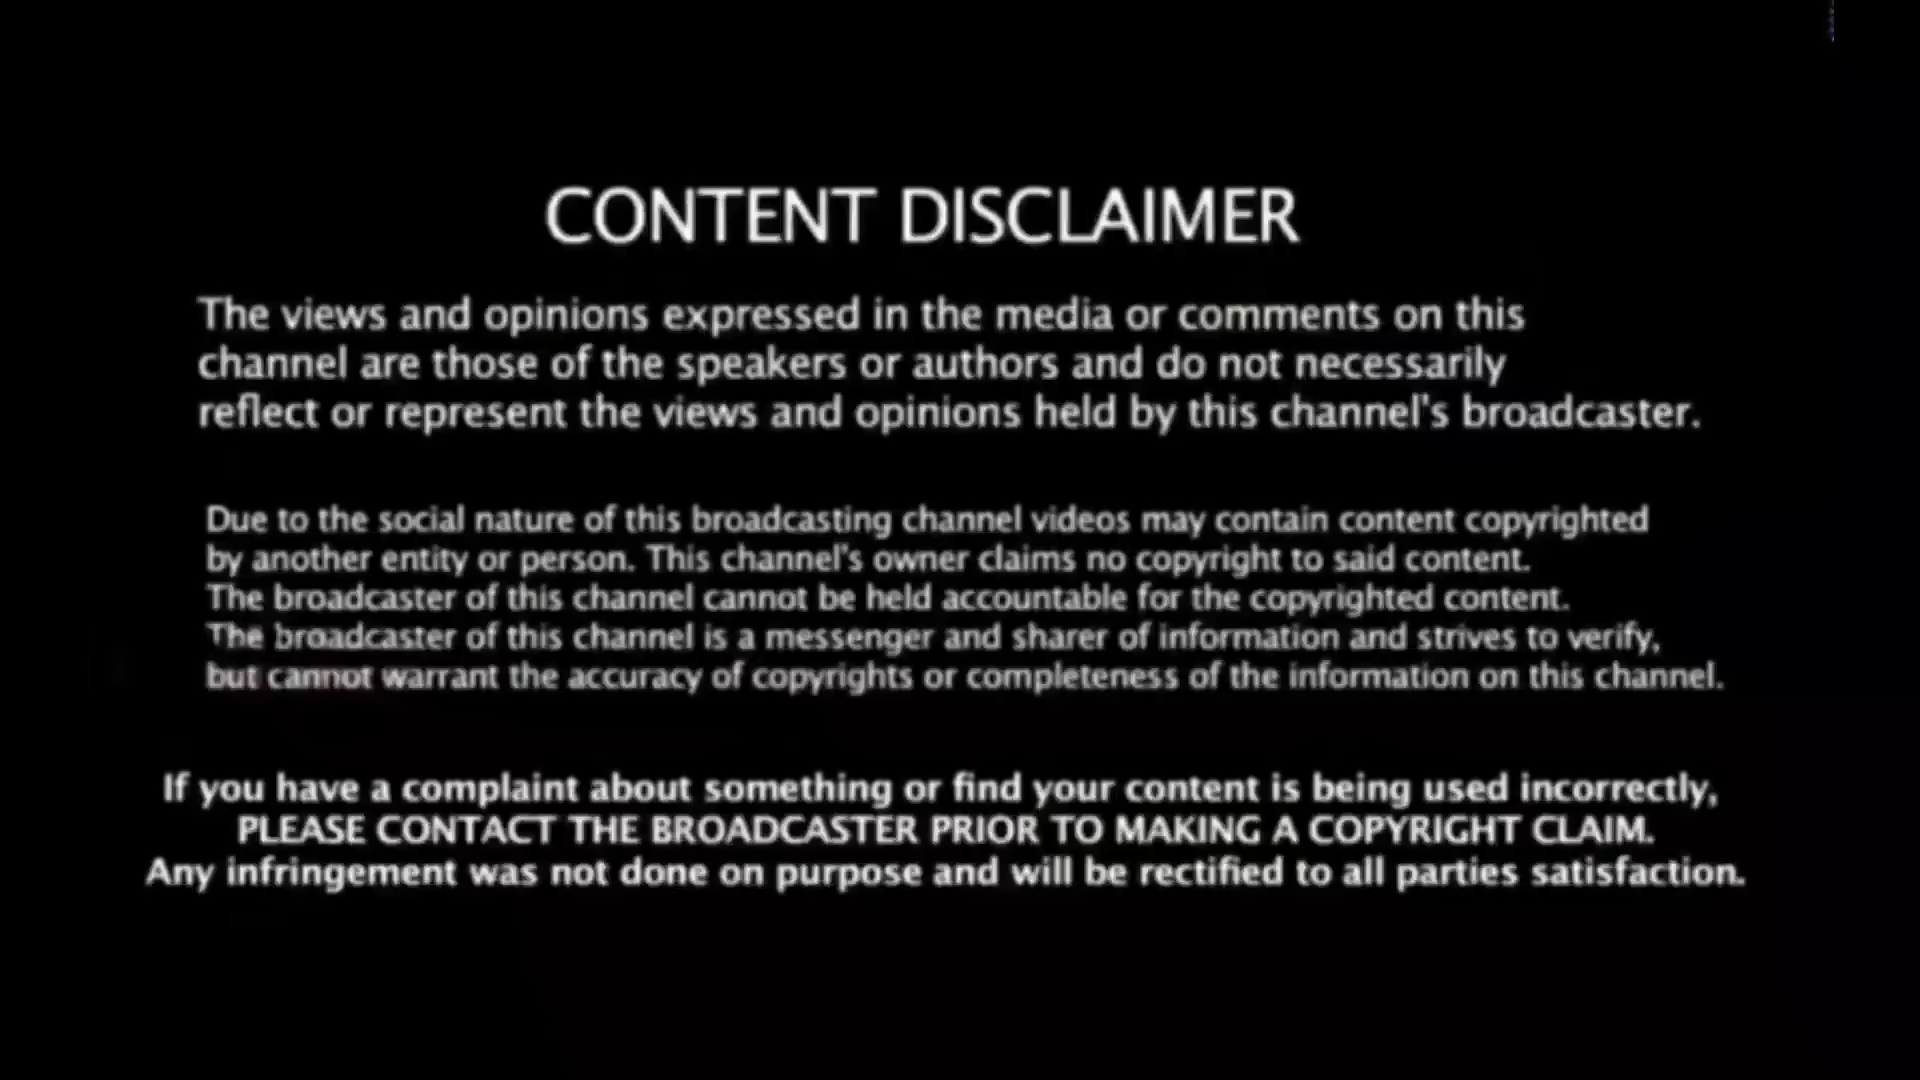 CONTENT DISCLAIMER
The views and opinions expressed in the media or comments on this
channel are those of the speakers or authors and do not necessarily
reflect or represent the views and opinions held by this channel's broadcaster.
Due to the social nature of this broadcasting channel videos may contain content copyrighted
by another entity or person. This channel's owner claims no copyright to said content.
The broadcaster of this channel cannot be held accountable for the copyrighted content.
The broadcaster of this channel is a messenger and sharer of information and strives to verify,
but cannot warrant the accuracy of copyrights or completeness of the information on this channel.
If you have a complaint about something or find your content is being used incorrectly,
PLEASE CONTACT THE BROADCASTER PRIOR TO MAKING A COPYRIGHT CLAIM.
Any infringement was not done on purpose and will be rectified to all parties satisfaction.